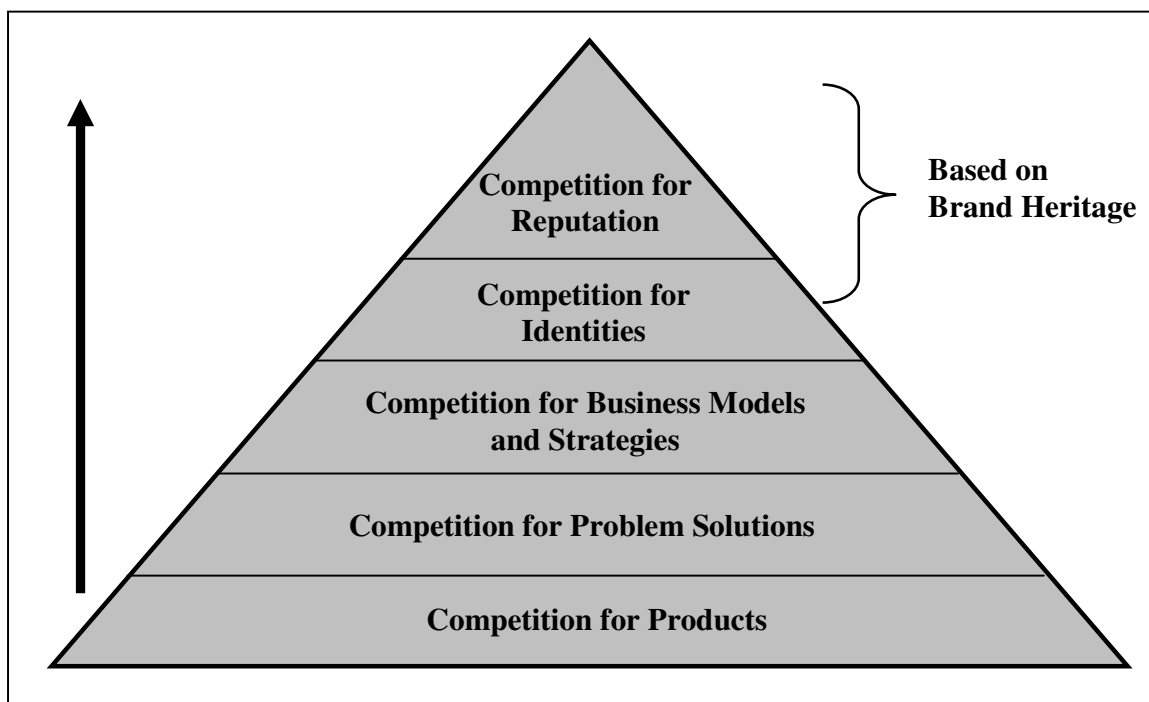 Competition for
Reputation
Based on
Brand Heritage
Competition for
Identities
Competition for Business Models
and Strategies
Competition for Problem Solutions
Competition for Products